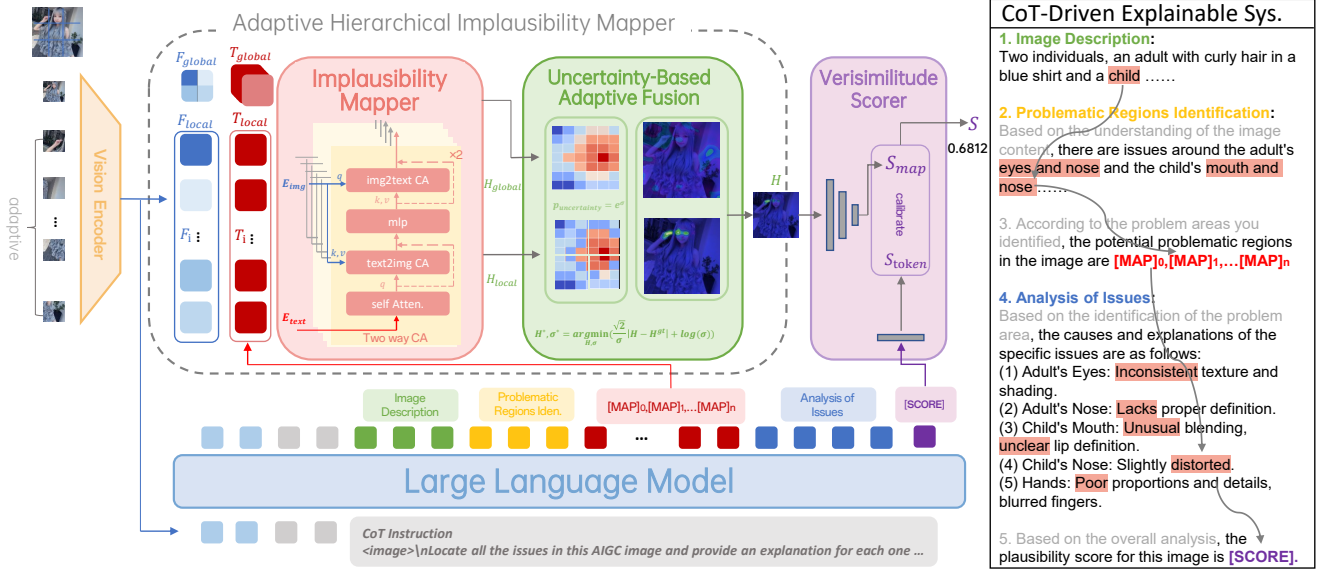 Adaptive Hierarchical Implausibility Mapper
adaptive
Vision Encoder
F_global
T_global
F_local
T_local
F_i
T_i
Implausibility
Mapper
×2
E_img
q
img2text CA
k, v
mlp
k, v
text2img CA
q
self Atten.
E_text
Two way CA
H_global
H_local
Uncertainty-Based
Adaptive Fusion
p_uncertainty = e^σ
H*, σ* = argmin_{H,σ}(√2/σ |H − H^gt| + log(σ))
H
Verisimilitude
Scorer
S
0.6812
S_map
calibrate
S_token
Image
Description
Problematic
Regions Iden.
[MAP]0,[MAP]1,...[MAP]n
Analysis of
Issues
[SCORE]
...
Large Language Model
CoT Instruction
<image>\nLocate all the issues in this AIGC image and provide an explanation for each one ...
CoT-Driven Explainable Sys.
1. Image Description:
Two individuals, an adult with curly hair in a
blue shirt and a child ……
2. Problematic Regions Identification:
Based on the understanding of the image
content, there are issues around the adult's
eyes and nose and the child's mouth and
nose ……
3. According to the problem areas you
identified, the potential problematic regions
in the image are [MAP]0,[MAP]1,...[MAP]n
4. Analysis of Issues:
Based on the identification of the problem
area, the causes and explanations of the
specific issues are as follows:
(1) Adult's Eyes: Inconsistent texture and
shading.
(2) Adult's Nose: Lacks proper definition.
(3) Child's Mouth: Unusual blending,
unclear lip definition.
(4) Child's Nose: Slightly distorted.
(5) Hands: Poor proportions and details,
blurred fingers.
5. Based on the overall analysis, the
plausibility score for this image is [SCORE].